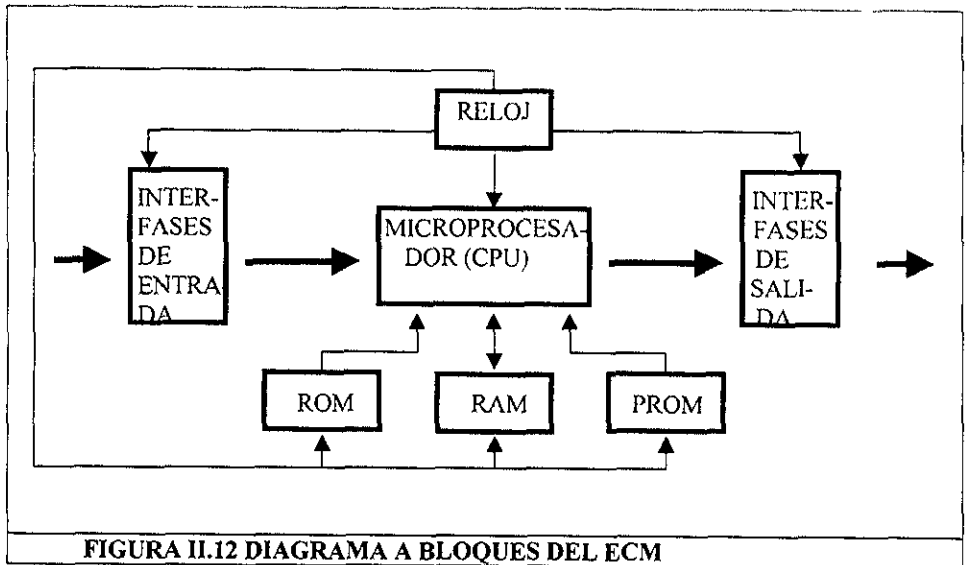 RELOJ
INTER-
FASES
DE
ENTRA
DA
MICROPROCESA-
DOR (CPU)
INTER-
FASES
DE
SALI-
DA
ROM
RAM
PROM
FIGURA II.12 DIAGRAMA A BLOQUES DEL ECM